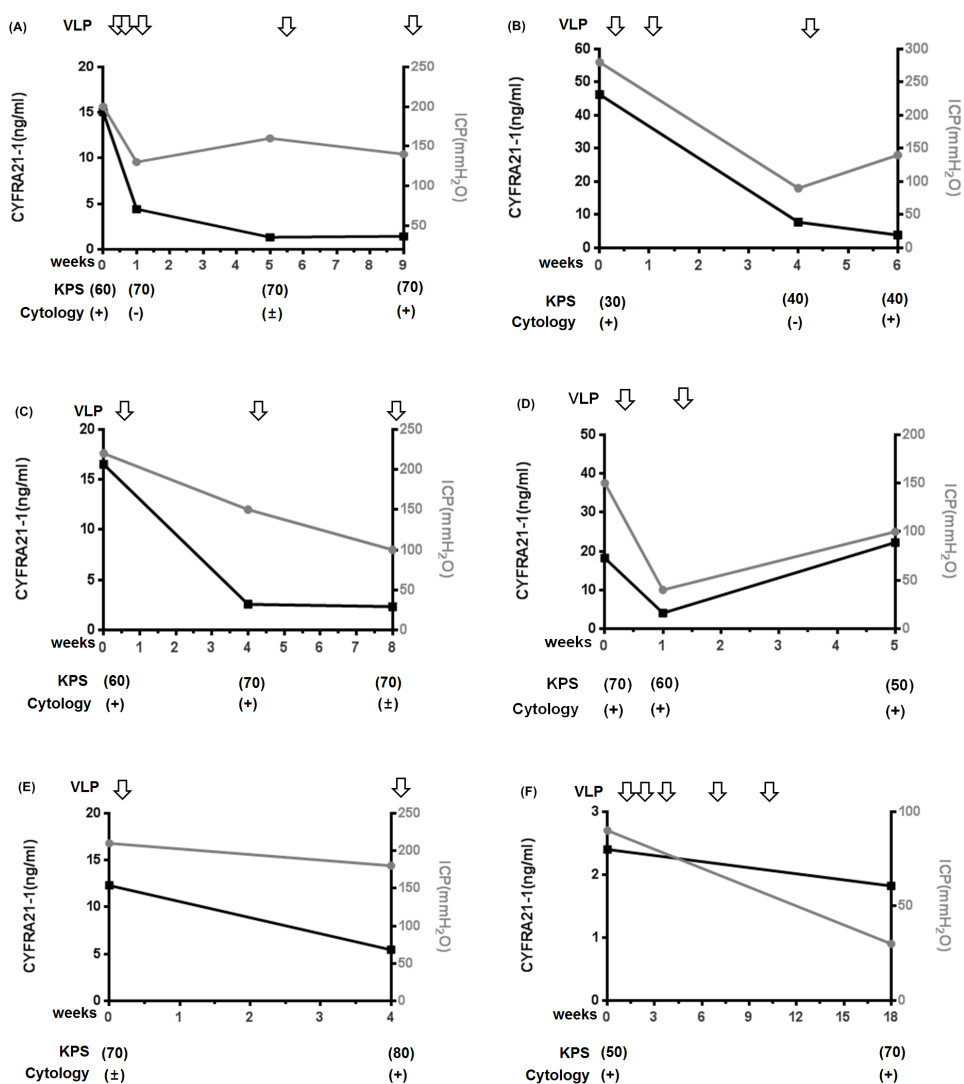 (A) VLP
CYFRA21-1(ng/ml)
20
15
10
5
0
250
200
150
100
50
ICP(mmH2O)
weeks 0 1 2 3 4 5 6 7 8 9
KPS (60) (70) (70) (70)
Cytology (+) (-) (±) (+)
(B) VLP
CYFRA21-1(ng/ml)
60
50
40
30
20
10
0
300
250
200
150
100
50
0
ICP(mmH2O)
weeks 0 1 2 3 4 6
KPS (30) (40) (40)
Cytology (+) (-) (+)
(C) VLP
CYFRA21-1(ng/ml)
20
15
10
5
0
250
200
150
100
50
0
ICP(mmH2O)
weeks 0 1 2 3 4 5 6 7 8
KPS (60) (70) (70)
Cytology (+) (+) (±)
(D) VLP
CYFRA21-1(ng/ml)
50
40
30
20
10
0
200
150
100
50
0
ICP(mmH2O)
weeks 0 1 2 3 4 5
KPS (70) (60) (50)
Cytology (+) (+) (+)
(E) VLP
CYFRA21-1(ng/ml)
20
15
10
5
0
250
200
150
100
50
0
ICP(mmH2O)
weeks 0 1 2 3 4
KPS (70) (80)
Cytology (±) (+)
(F) VLP
CYFRA21-1(ng/ml)
3
2
1
0
100
50
0
ICP(mmH2O)
weeks 0 3 6 9 12 15 18
KPS (50) (70)
Cytology (+) (+)